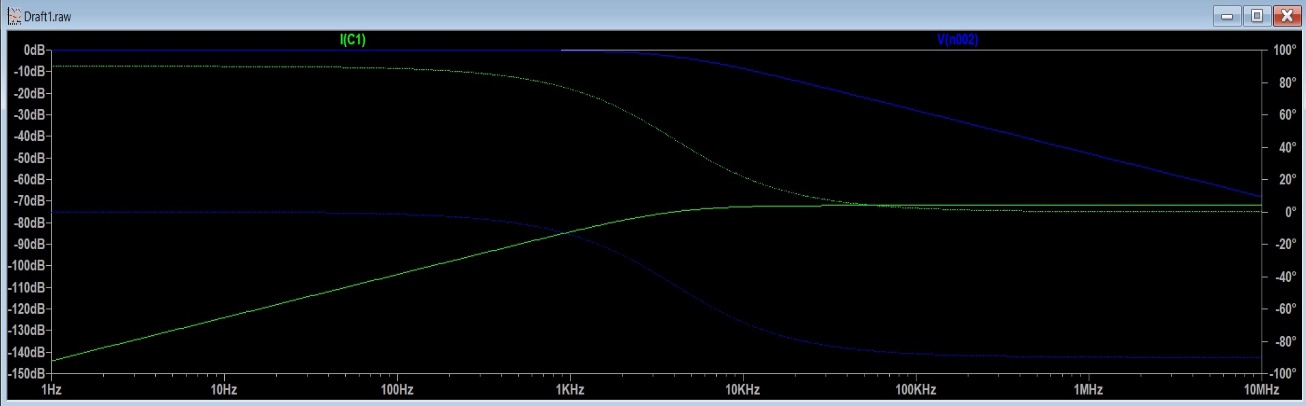 Draft1.raw
I(C1) V(n002)
0dB 100°
-10dB 80°
-20dB
-30dB 60°
-40dB
-50dB 40°
-60dB 20°
-70dB 0°
-80dB
-90dB -20°
-100dB -40°
-110dB
-120dB -60°
-130dB
-140dB -80°
-150dB -100°
1Hz 10Hz 100Hz 1KHz 10KHz 100KHz 1MHz 10MHz